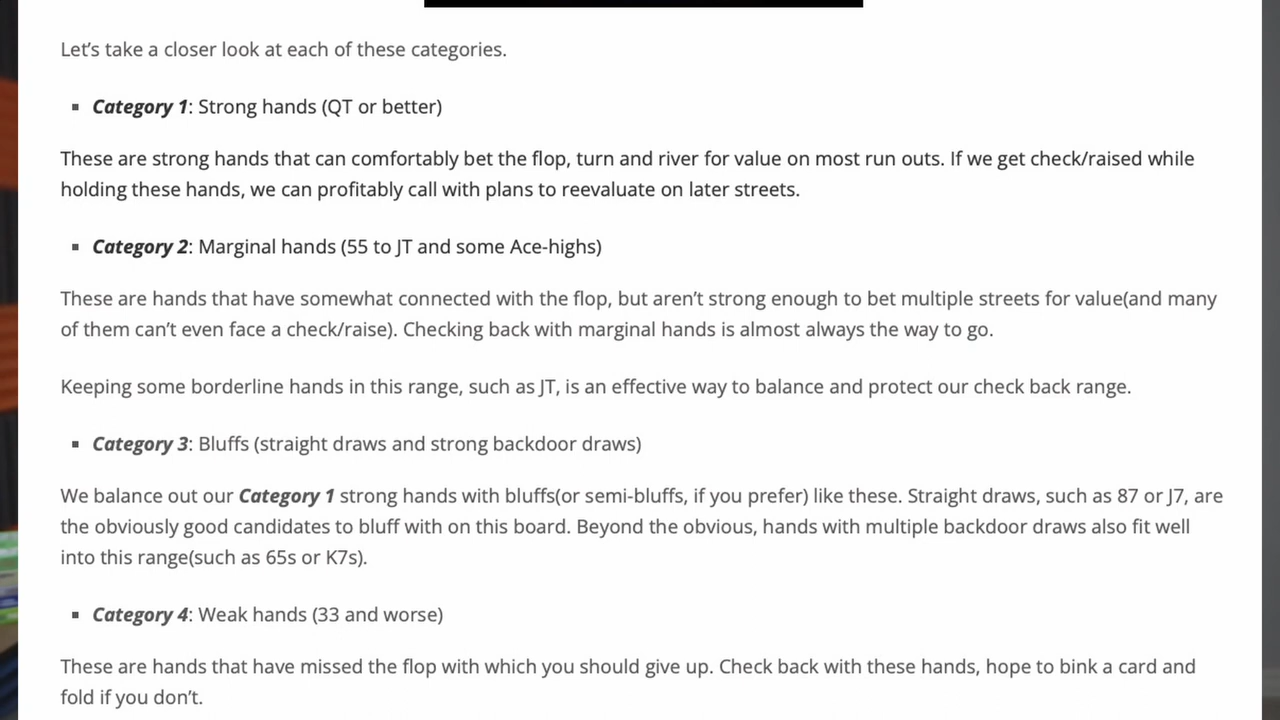 Let's take a closer look at each of these categories.
▪ Category 1: Strong hands (QT or better)
These are strong hands that can comfortably bet the flop, turn and river for value on most run outs. If we get check/raised while
holding these hands, we can profitably call with plans to reevaluate on later streets.
▪ Category 2: Marginal hands (55 to JT and some Ace-highs)
These are hands that have somewhat connected with the flop, but aren't strong enough to bet multiple streets for value(and many
of them can't even face a check/raise). Checking back with marginal hands is almost always the way to go.
Keeping some borderline hands in this range, such as JT, is an effective way to balance and protect our check back range.
▪ Category 3: Bluffs (straight draws and strong backdoor draws)
We balance out our Category 1 strong hands with bluffs(or semi-bluffs, if you prefer) like these. Straight draws, such as 87 or J7, are
the obviously good candidates to bluff with on this board. Beyond the obvious, hands with multiple backdoor draws also fit well
into this range(such as 65s or K7s).
▪ Category 4: Weak hands (33 and worse)
These are hands that have missed the flop with which you should give up. Check back with these hands, hope to bink a card and
fold if you don't.